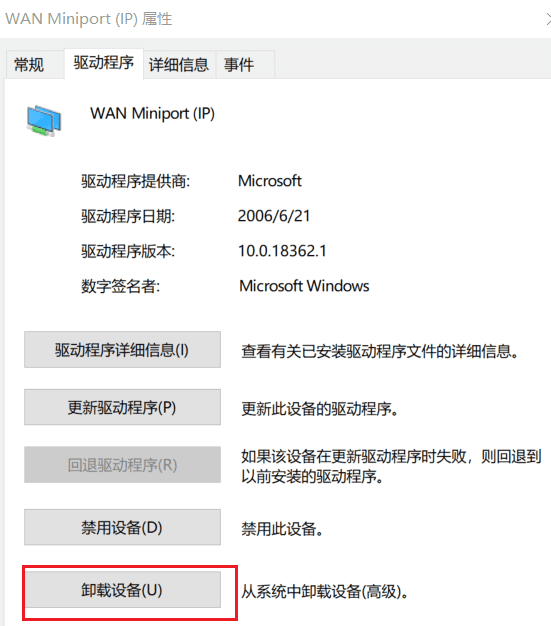 WAN Miniport (IP) 属性
常规 驱动程序 详细信息 事件
WAN Miniport (IP)
驱动程序提供商: Microsoft
驱动程序日期: 2006/6/21
驱动程序版本: 10.0.18362.1
数字签名者: Microsoft Windows
驱动程序详细信息(I) 查看有关已安装驱动程序文件的详细信息。
更新驱动程序(P) 更新此设备的驱动程序。
回退驱动程序(R) 如果该设备在更新驱动程序时失败，则回退到
以前安装的驱动程序。
禁用设备(D) 禁用此设备。
卸载设备(U) 从系统中卸载设备(高级)。